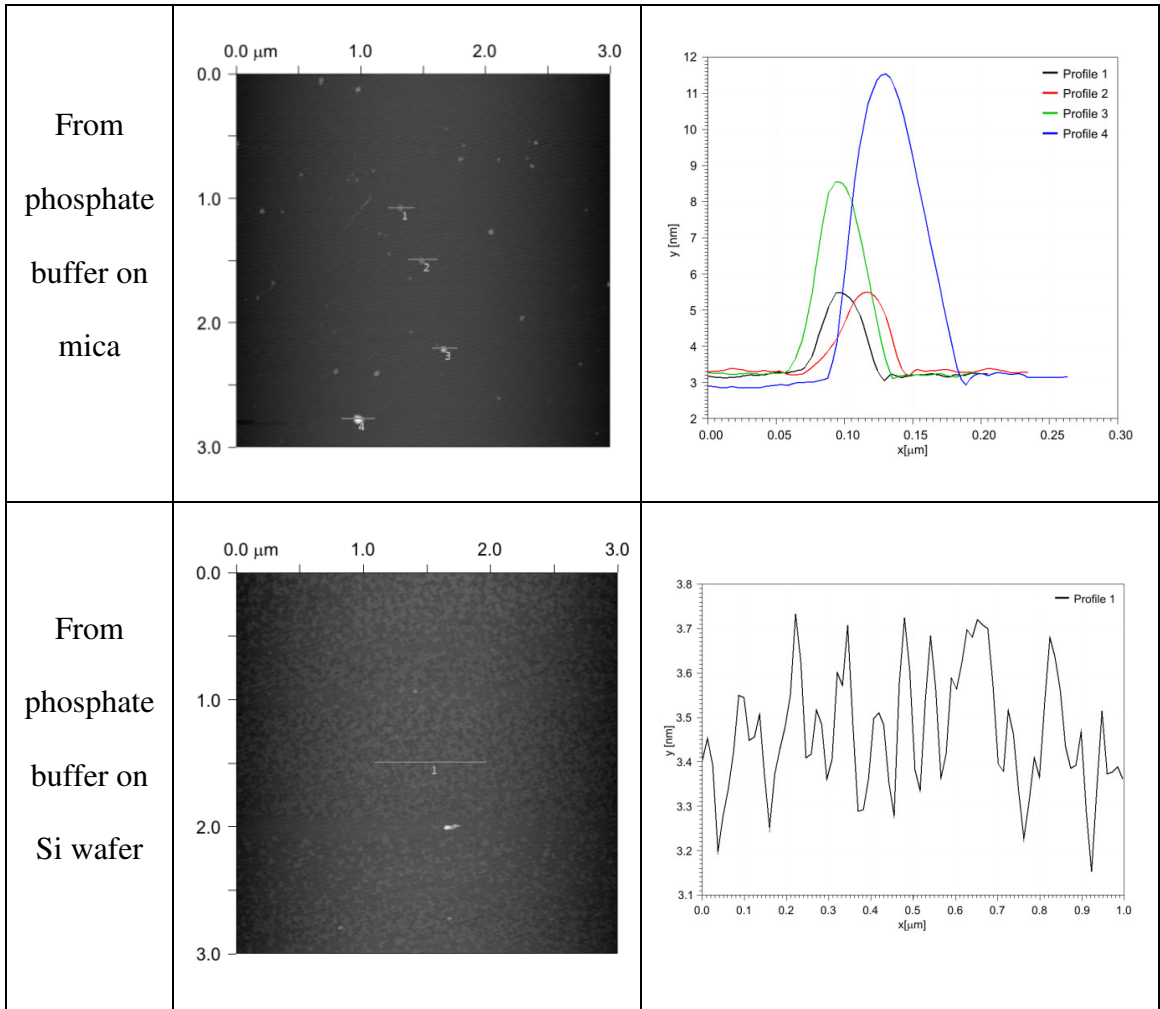 From
phosphate
buffer on
mica
0.0 μm 1.0 2.0 3.0
0.0
1.0
2.0
3.0
1
2
3
4
12
11
10
9
8
7
6
5
4
3
2
y [nm]
Profile 1
Profile 2
Profile 3
Profile 4
0.00 0.05 0.10 0.15 0.20 0.25 0.30
x[μm]
From
phosphate
buffer on
Si wafer
0.0 μm 1.0 2.0 3.0
0.0
1.0
2.0
3.0
1
3.8
3.7
3.6
3.5
3.4
3.3
3.2
3.1
y [nm]
Profile 1
0.0 0.1 0.2 0.3 0.4 0.5 0.6 0.7 0.8 0.9 1.0
x[μm]